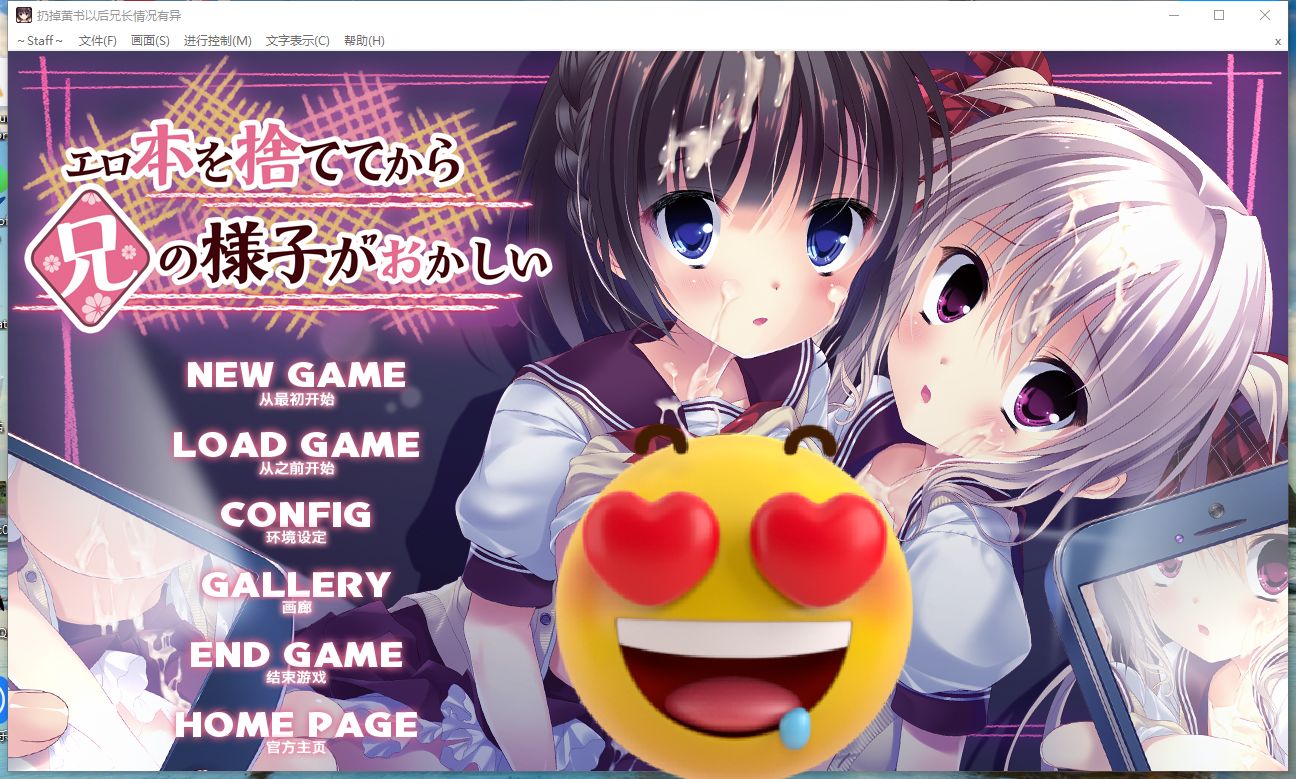 扔掉黄书以后兄长情况有异
~Staff~ 文件(F) 画面(S) 进行控制(M) 文字表示(C) 帮助(H) x
エロ本を捨ててから
兄の様子がおかしい
NEW GAME
从最初开始
LOAD GAME
从之前开始
CONFIG
环境设定
GALLERY
画廊
END GAME
结束游戏
HOME PAGE
官方主页